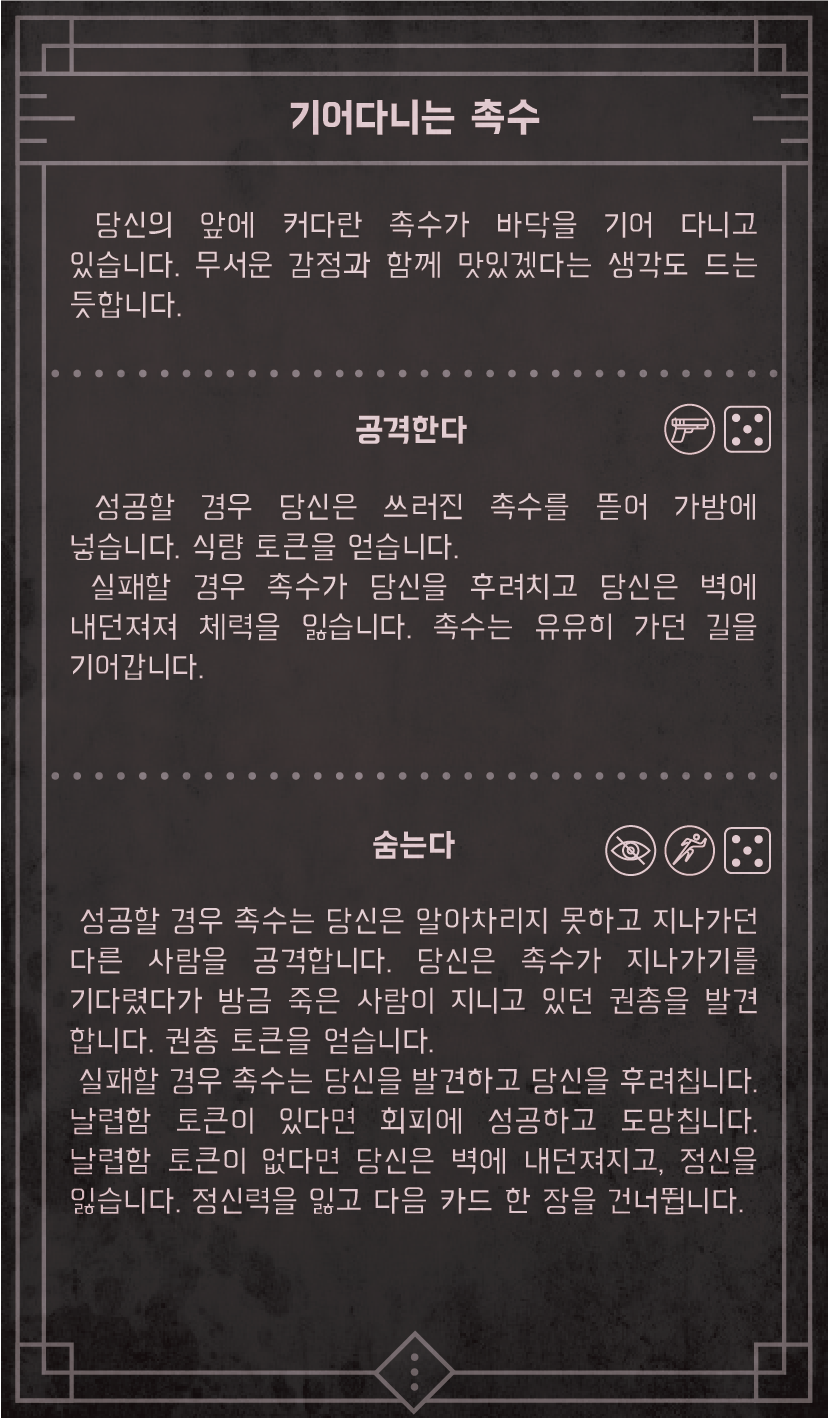 기어다니는 촉수
당신의 앞에 커다란 촉수가 바닥을 기어 다니고
있습니다. 무서운 감정과 함께 맛있겠다는 생각도 드는
듯합니다.
공격한다
성공할 경우 당신은 쓰러진 촉수를 뜯어 가방에
넣습니다. 식량 토큰을 얻습니다.
실패할 경우 촉수가 당신을 후려치고 당신은 벽에
내던져져 체력을 잃습니다. 촉수는 유유히 가던 길을
기어갑니다.
숨는다
성공할 경우 촉수는 당신은 알아차리지 못하고 지나가던
다른 사람을 공격합니다. 당신은 촉수가 지나가기를
기다렸다가 방금 죽은 사람이 지니고 있던 권총을 발견
합니다. 권총 토큰을 얻습니다.
실패할 경우 촉수는 당신을 발견하고 당신을 후려칩니다.
날렵함 토큰이 있다면 회피에 성공하고 도망칩니다.
날렵함 토큰이 없다면 당신은 벽에 내던져지고, 정신을
잃습니다. 정신력을 잃고 다음 카드 한 장을 건너뜁니다.